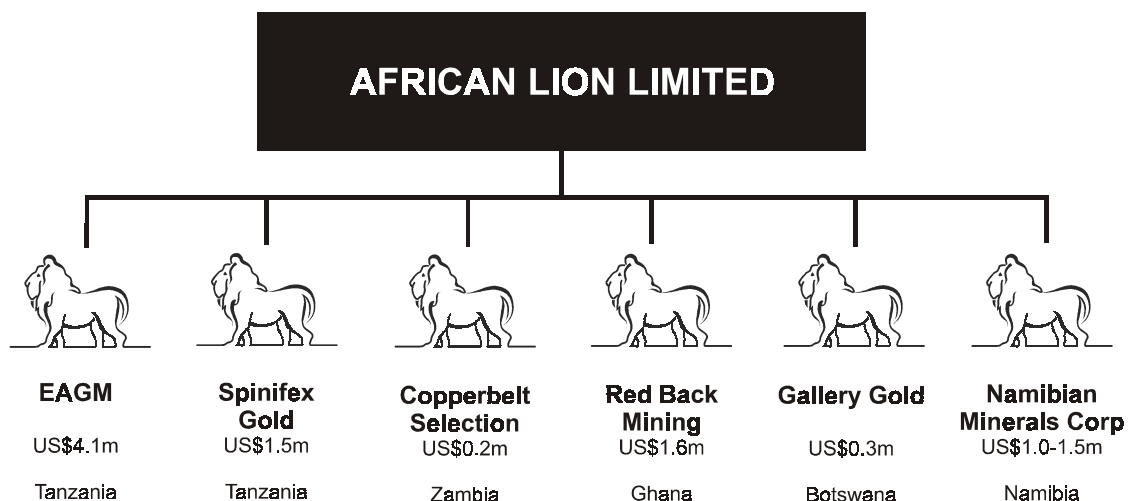 AFRICAN LION LIMITED
EAGM
US$4.1m
Tanzania
Spinifex
Gold
US$1.5m
Tanzania
Copperbelt
Selection
US$0.2m
Zambia
Red Back
Mining
US$1.6m
Ghana
Gallery Gold
US$0.3m
Botswana
Namibian
Minerals Corp
US$1.0-1.5m
Namibia